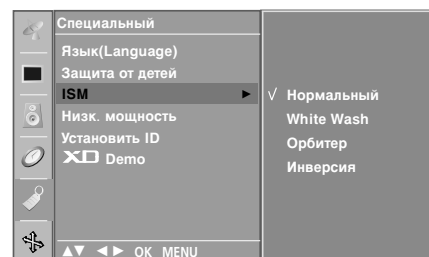 Специальный
Язык(Language)
Защита от детей
ISM ►
Низк. мощность
Установить ID
XD Demo
▲▼ ◄► OK MENU
√ Нормальный
White Wash
Орбитер
Инверсия